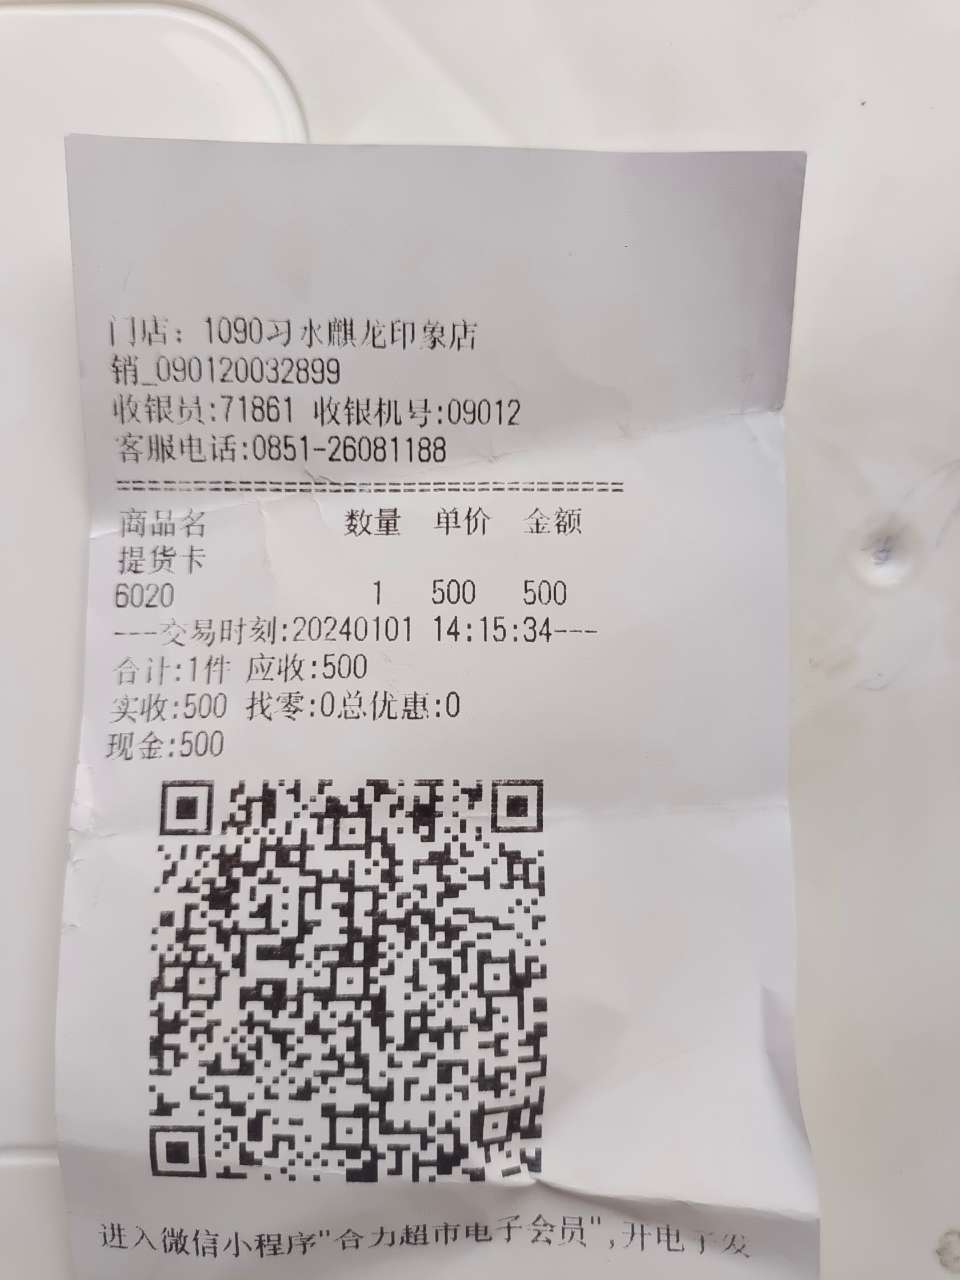 门店：1090习水麒龙印象店
销_090120032899
收银员:71861 收银机号:09012
客服电话:0851-26081188
==========================================
商品名 数量 单价 金额
提货卡
6020 1 500 500
---交易时刻:20240101 14:15:34---
合计:1件 应收:500
实收:500 找零:0总优惠:0
现金:500
进入微信小程序"合力超市电子会员",开电子发